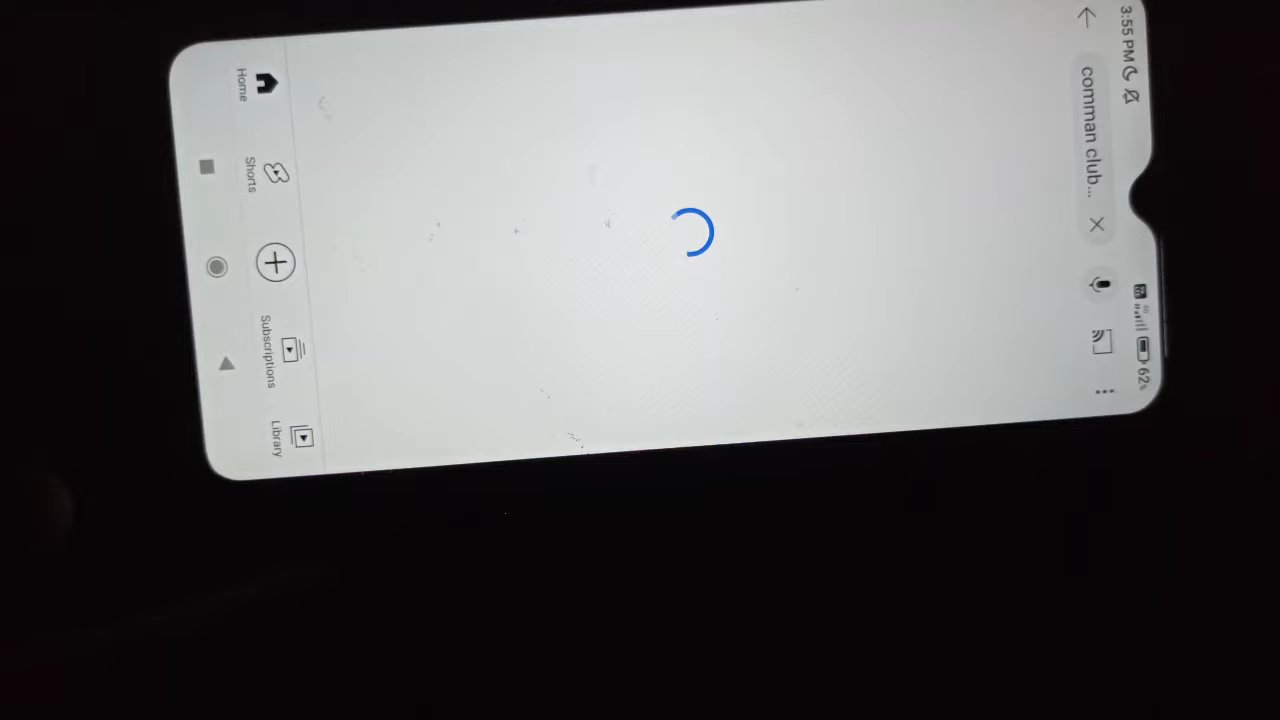 3:55 PM
62%
comman club...
Home
Shorts
Subscriptions
Library